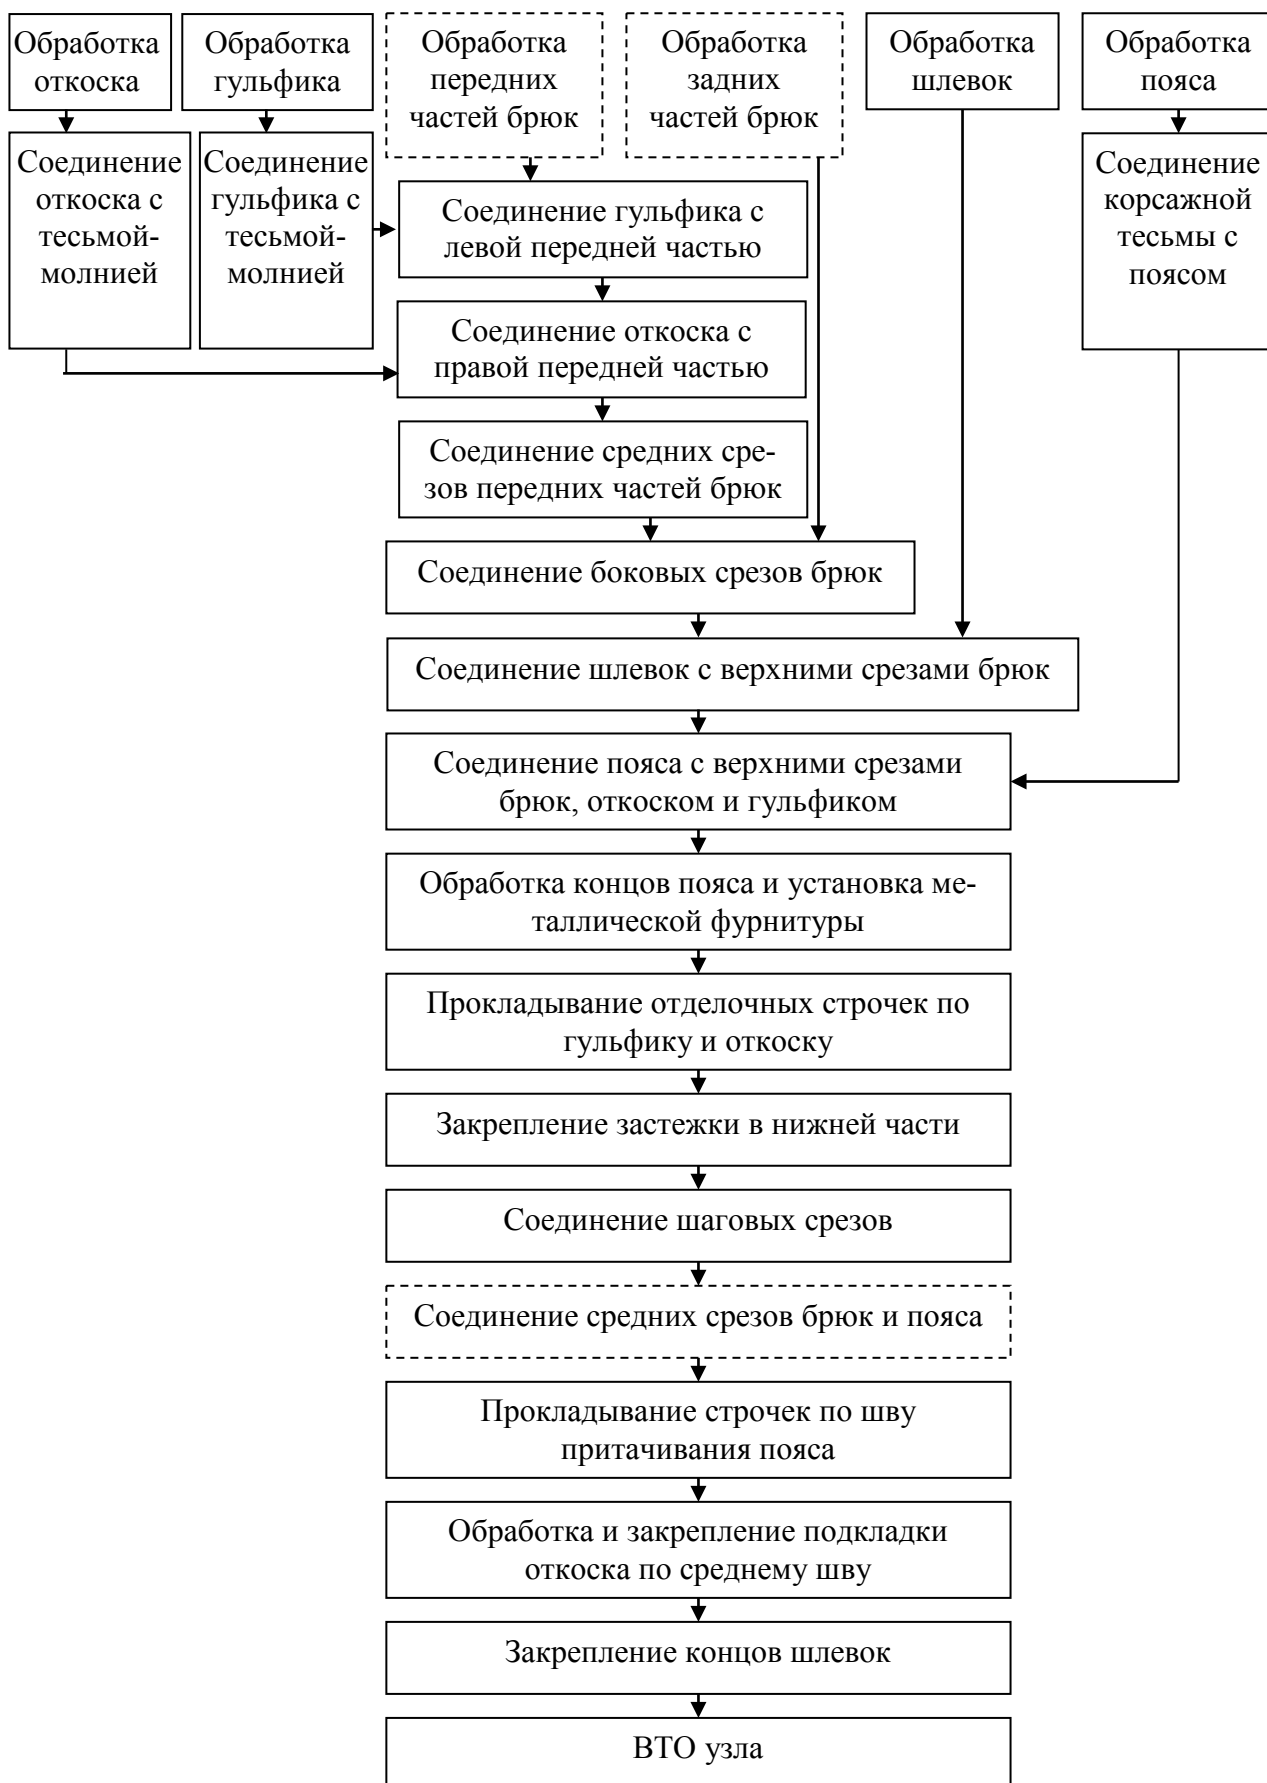 Обработка
откоска
Обработка
гульфика
Обработка
передних
частей брюк
Обработка
задних
частей брюк
Обработка
шлевок
Обработка
пояса
Соединение
откоска с
тесьмой-
молнией
Соединение
гульфика с
тесьмой-
молнией
Соединение
корсажной
тесьмы с
поясом
Соединение гульфика с
левой передней частью
Соединение откоска с
правой передней частью
Соединение средних сре-
зов передних частей брюк
Соединение боковых срезов брюк
Соединение шлевок с верхними срезами брюк
Соединение пояса с верхними срезами
брюк, откоском и гульфиком
Обработка концов пояса и установка ме-
таллической фурнитуры
Прокладывание отделочных строчек по
гульфику и откоску
Закрепление застежки в нижней части
Соединение шаговых срезов
Соединение средних срезов брюк и пояса
Прокладывание строчек по шву
притачивания пояса
Обработка и закрепление подкладки
откоска по среднему шву
Закрепление концов шлевок
ВТО узла